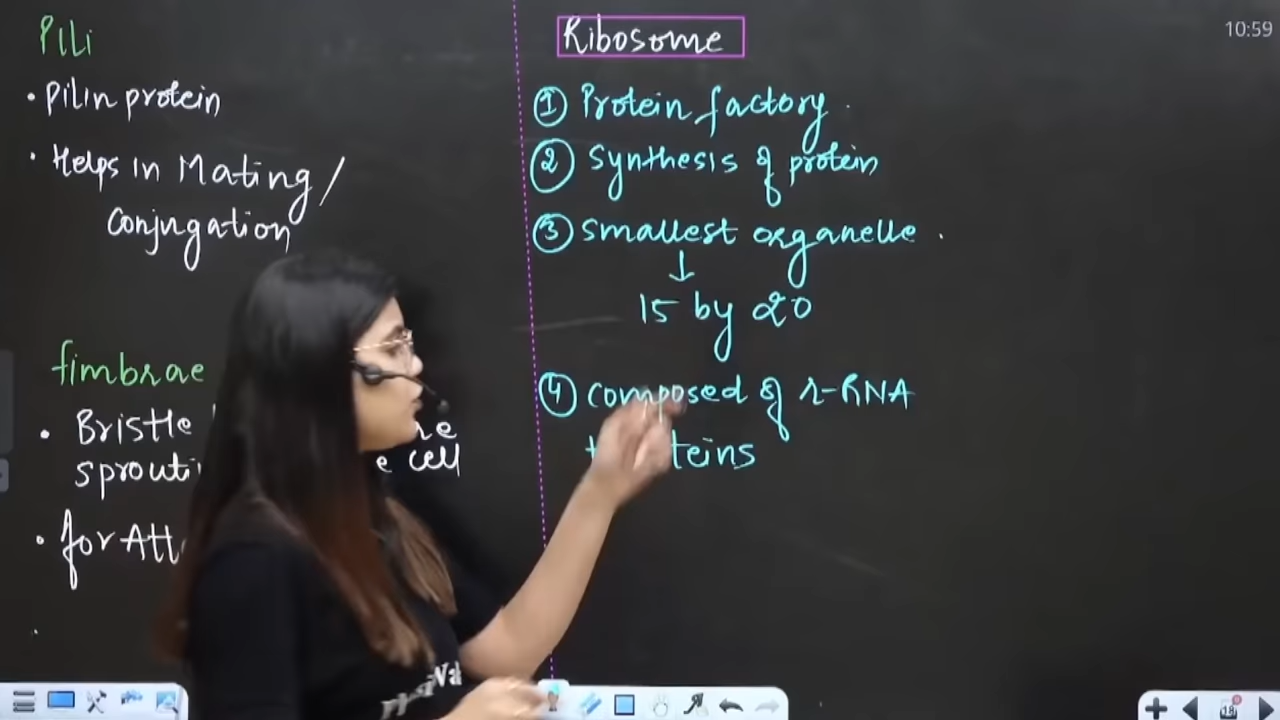 Pili
• Pilin protein
• Helps in Mating /
Conjugation
fimbrae
• Bristle
sprouti e cell
• for Att
Ribosome
① Protein factory.
② Synthesis of protein
③ Smallest organelle.
↓
15 by 20
④ Composed of r-RNA
teins
10:59